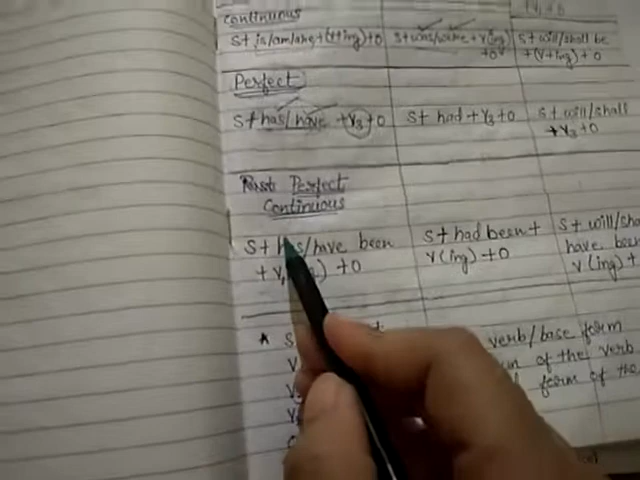 Continuous
S+ is/am/are+(v+ing)+O
S+was/were+v(ing)
+O
S+will/shall be
+(v+ing)+O
Perfect
S+has/have+V3+O
S+ had +V3+O
S+will/shall
+V3+O
Perfect
Continuous
S+ has/have been
+V1 +O
S+had been+
v(ing)+O
S+will/sha
have been
v(ing)+
* S
verb/base form
of the verb
form of the